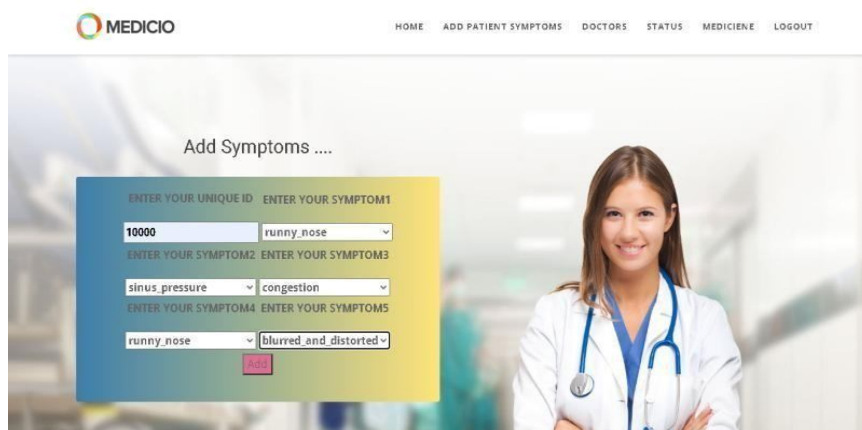 MEDICIO
HOME ADD PATIENT SYMPTOMS DOCTORS STATUS MEDICIENE LOGOUT
Add Symptoms ....
ENTER YOUR UNIQUE ID ENTER YOUR SYMPTOM1
10000 runny_nose
ENTER YOUR SYMPTOM2 ENTER YOUR SYMPTOM3
sinus_pressure congestion
ENTER YOUR SYMPTOM4 ENTER YOUR SYMPTOM5
runny_nose blurred_and_distorted
Add